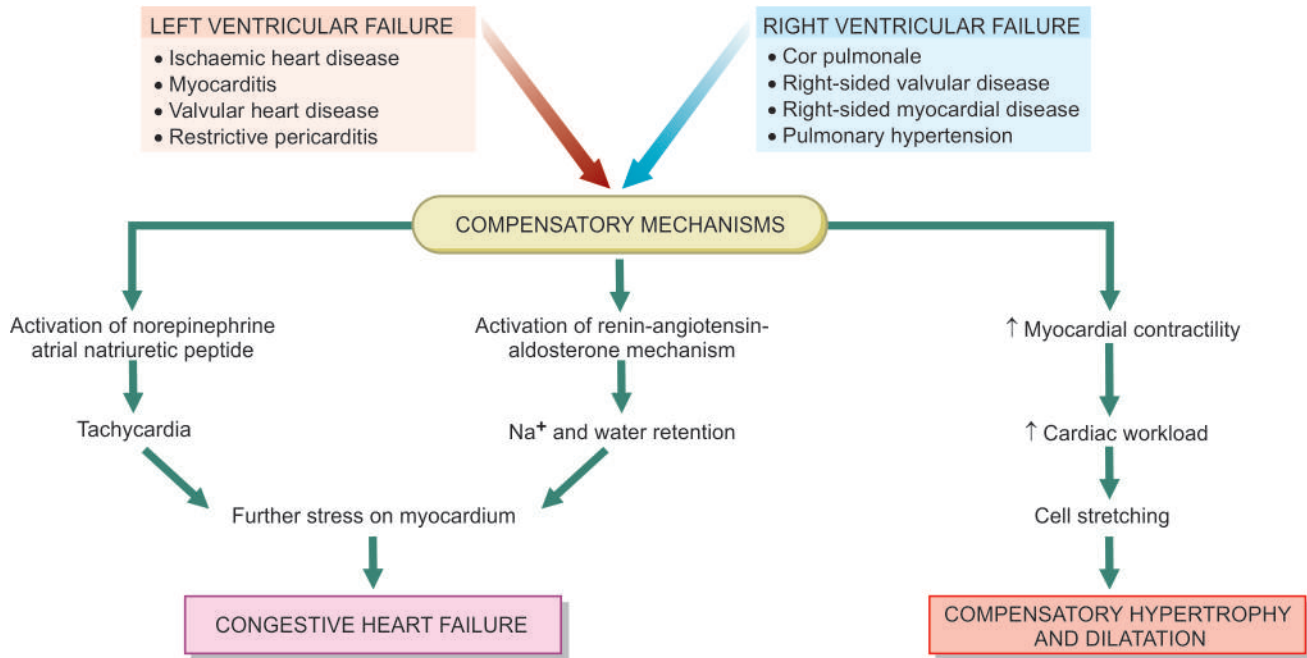 LEFT VENTRICULAR FAILURE
• Ischaemic heart disease
• Myocarditis
• Valvular heart disease
• Restrictive pericarditis
RIGHT VENTRICULAR FAILURE
• Cor pulmonale
• Right-sided valvular disease
• Right-sided myocardial disease
• Pulmonary hypertension
COMPENSATORY MECHANISMS
Activation of norepinephrine
atrial natriuretic peptide
Tachycardia
Activation of renin-angiotensin-
aldosterone mechanism
Na⁺ and water retention
Further stress on myocardium
CONGESTIVE HEART FAILURE
↑ Myocardial contractility
↑ Cardiac workload
Cell stretching
COMPENSATORY HYPERTROPHY
AND DILATATION